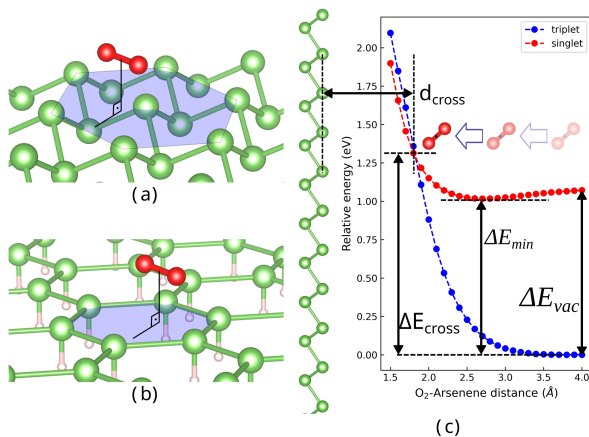 (a)
(b)
triplet
singlet
2.00
1.75
1.50
1.25
1.00
0.75
0.50
0.25
0.00
Relative energy (eV)
d_cross
ΔE_cross
ΔE_min
ΔE_vac
1.5 2.0 2.5 3.0 3.5 4.0
O₂-Arsenene distance (Å)
(c)